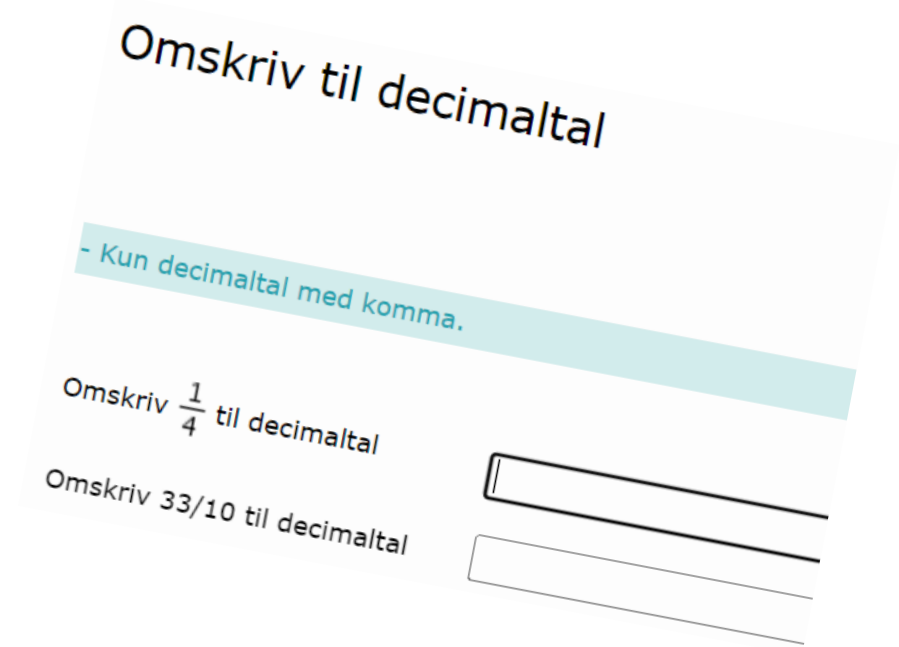 Omskriv til decimaltal
- Kun decimaltal med komma.
Omskriv 1/4 til decimaltal
Omskriv 33/10 til decimaltal